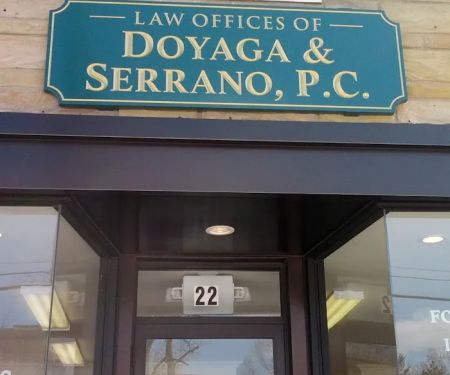 LAW OFFICES OF
DOYAGA &
SERRANO, P.C.
22